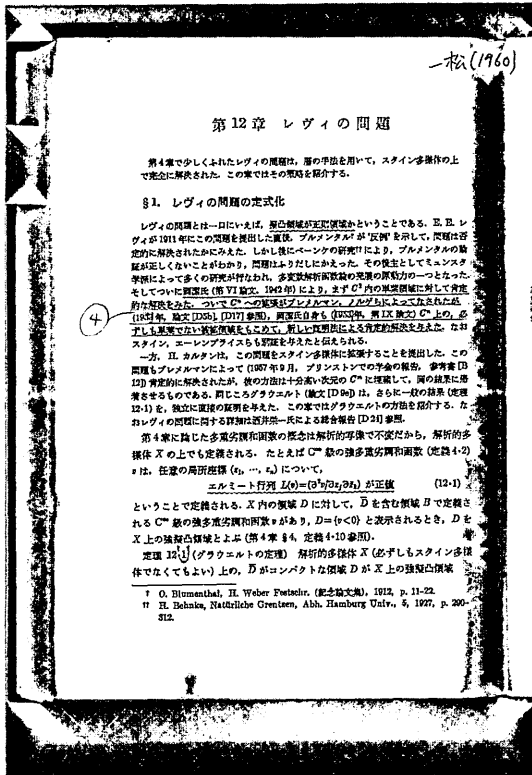 一松(1960)
第12章 レヴィの問題
第4章で少しくふれたレヴィの問題は，層の手法を用いて，スタイン多様体の上
で完全に解決された．この章ではその概略を紹介する．
§1. レヴィの問題の定式化
レヴィの問題とは一口にいえば，擬凸領域が正則領域かということである．E. E. レ
ヴィが1911年にこの問題を提出した直後，ブルメンタル†が‘反例’を示して，問題は否
定的に解決されたかにみえた．しかし後にベーンケの研究††により，ブルメンタルの論
証が正しくないことがわかり，問題はふりだしにかえった．その後主としてミュンスタ
学派によって多くの研究が行なわれ，多変数解析函数論の発展の原動力の一つとなった．
そしてついに岡潔氏（第VI論文，1942年）により，まず C² 内の単葉領域に対して肯定
的な解決をみた．ついで Cⁿ への拡張がブレメルマン，ノルゲによってなされたが
④
論文[D5b], [D17]参照)，岡潔氏自身も 第IX論文) Cⁿ 上の，必
ずしも単葉でない被拡領域をもこめて，新しい証明法による肯定的解決を与えた．なお
スタイン，エーレンプライスらも別証を与えたと伝えられる．
一方，H. カルタンは，この問題をスタイン多様体に拡張することを提出した．この
問題もブレメルマンによって（1957年9月，プリンストンでの学会の報告，参考書[B
12]）肯定的に解決されたが，彼の方法は十分高い次元の Cᵐ に埋蔵して，岡の結果に帰
着させるものである．同じころグラウエルト（論文[D9e]）は，さらに一般の結果（定理
12·1）を，独立に直接の証明を与えた．この章ではグラウエルトの方法を紹介する．な
おレヴィの問題に関する詳細は酒井栄一氏による総合報告[D24]参照．
第4章に論じた多重劣調和函数の概念は解析的写像で不変だから，解析的多
様体 X の上でも定義される．たとえば C∞ 級の強多重劣調和函数（定義4·2）
v は，任意の局所座標 (z₁, …, zₙ) について，
エルミート行列 L(v)=(∂²v/∂zⱼ∂z̄ₖ) が正値 (12·1)
ということで定義される．X 内の領域 D に対して，D̄ を含む領域 B で定義さ
れる C∞ 級の強多重劣調和函数 v があり，D={v<0} と表示されるとき，D を
X 上の強擬凸領域とよぶ（第4章 §4，定義4·10参照）．
定理 12·1 （グラウエルトの定理） 解析的多様体 X（必ずしもスタイン多様
体でなくてもよい）上の，D̄ がコンパクトな領域 D が X 上の強擬凸領域
† O. Blumenthal, H. Weber Festschr. (記念論文集), 1912, p. 11-22.
†† H. Behnke, Natürliche Grentzen, Abh. Hamburg Univ., 5, 1927, p. 290-
312.